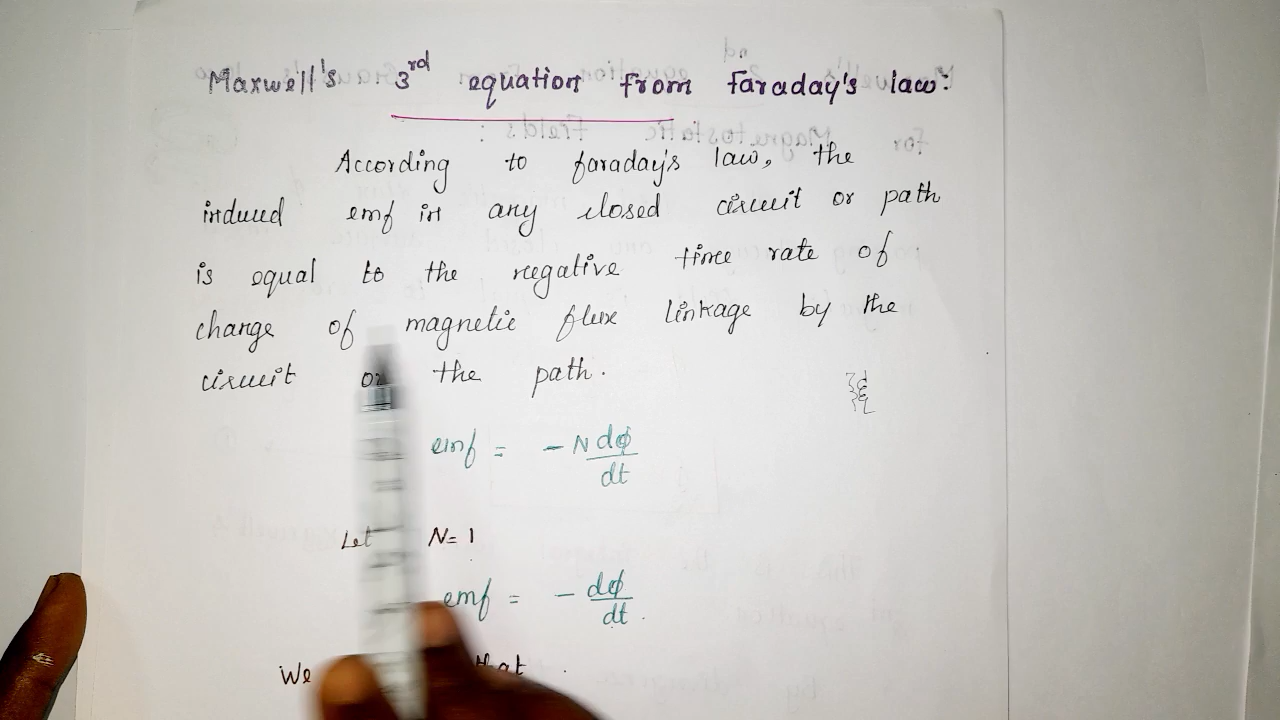 Maxwell's 3rd equation from Faraday's law:
According to faraday's law, the
induced emf in any closed circuit or path
is equal to the negative time rate of
change of magnetic flux linkage by the
circuit or the path.
emf = - N dϕ/dt
Let N = 1
emf = - dϕ/dt.
We that